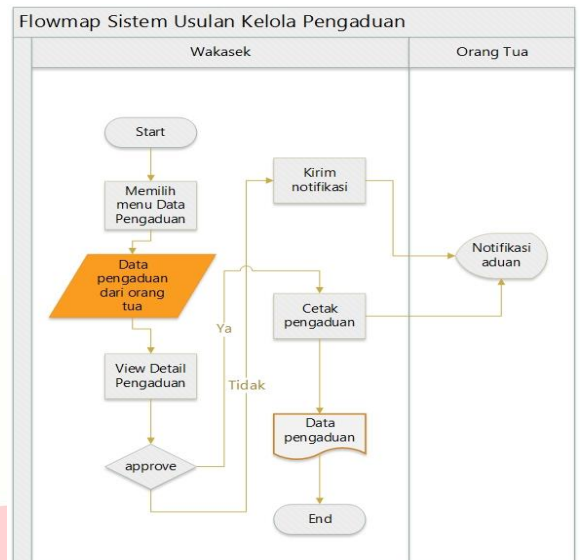 Flowmap Sistem Usulan Kelola Pengaduan
Wakasek
Orang Tua
Start
Memilih
menu Data
Pengaduan
Data
pengaduan
dari orang
tua
View Detail
Pengaduan
approve
Ya
Tidak
Kirim
notifikasi
Cetak
pengaduan
Data
pengaduan
End
Notifikasi
aduan